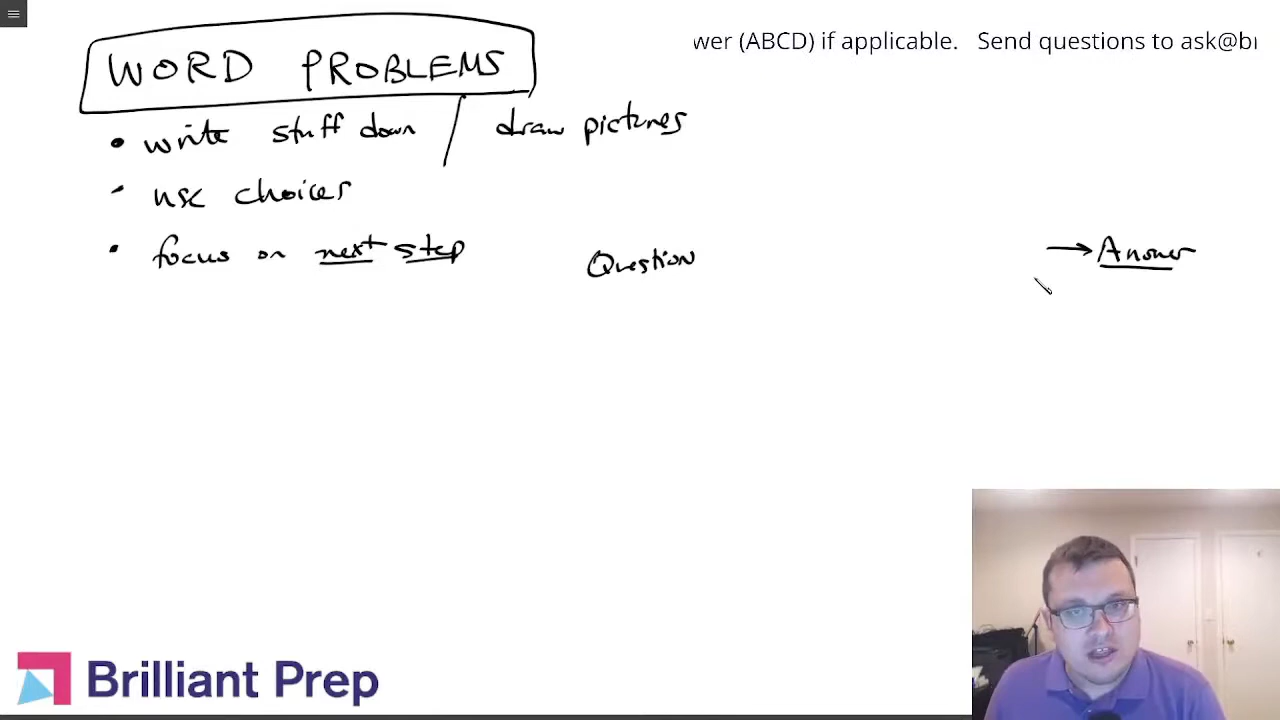 wer (ABCD) if applicable.   Send questions to ask@br
WORD PROBLEMS
• write stuff down / draw pictures
• use choices
• focus on next step
Question → Answer
Brilliant Prep